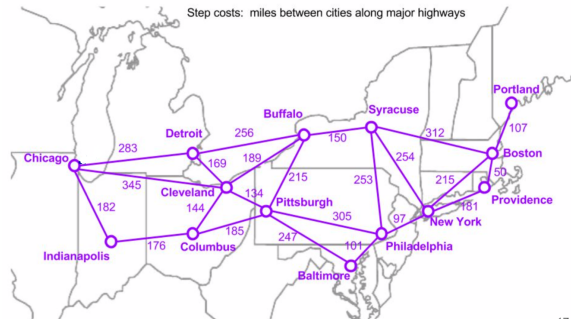 Step costs: miles between cities along major highways
Portland
Buffalo
Syracuse
107
Detroit
256
150
312
Boston
283
Chicago
169
189
254
50
345
Cleveland
134
215
253
215
Providence
182
144
Pittsburgh
305
97
181
New York
185
247
Philadelphia
176
Columbus
101
Indianapolis
Baltimore